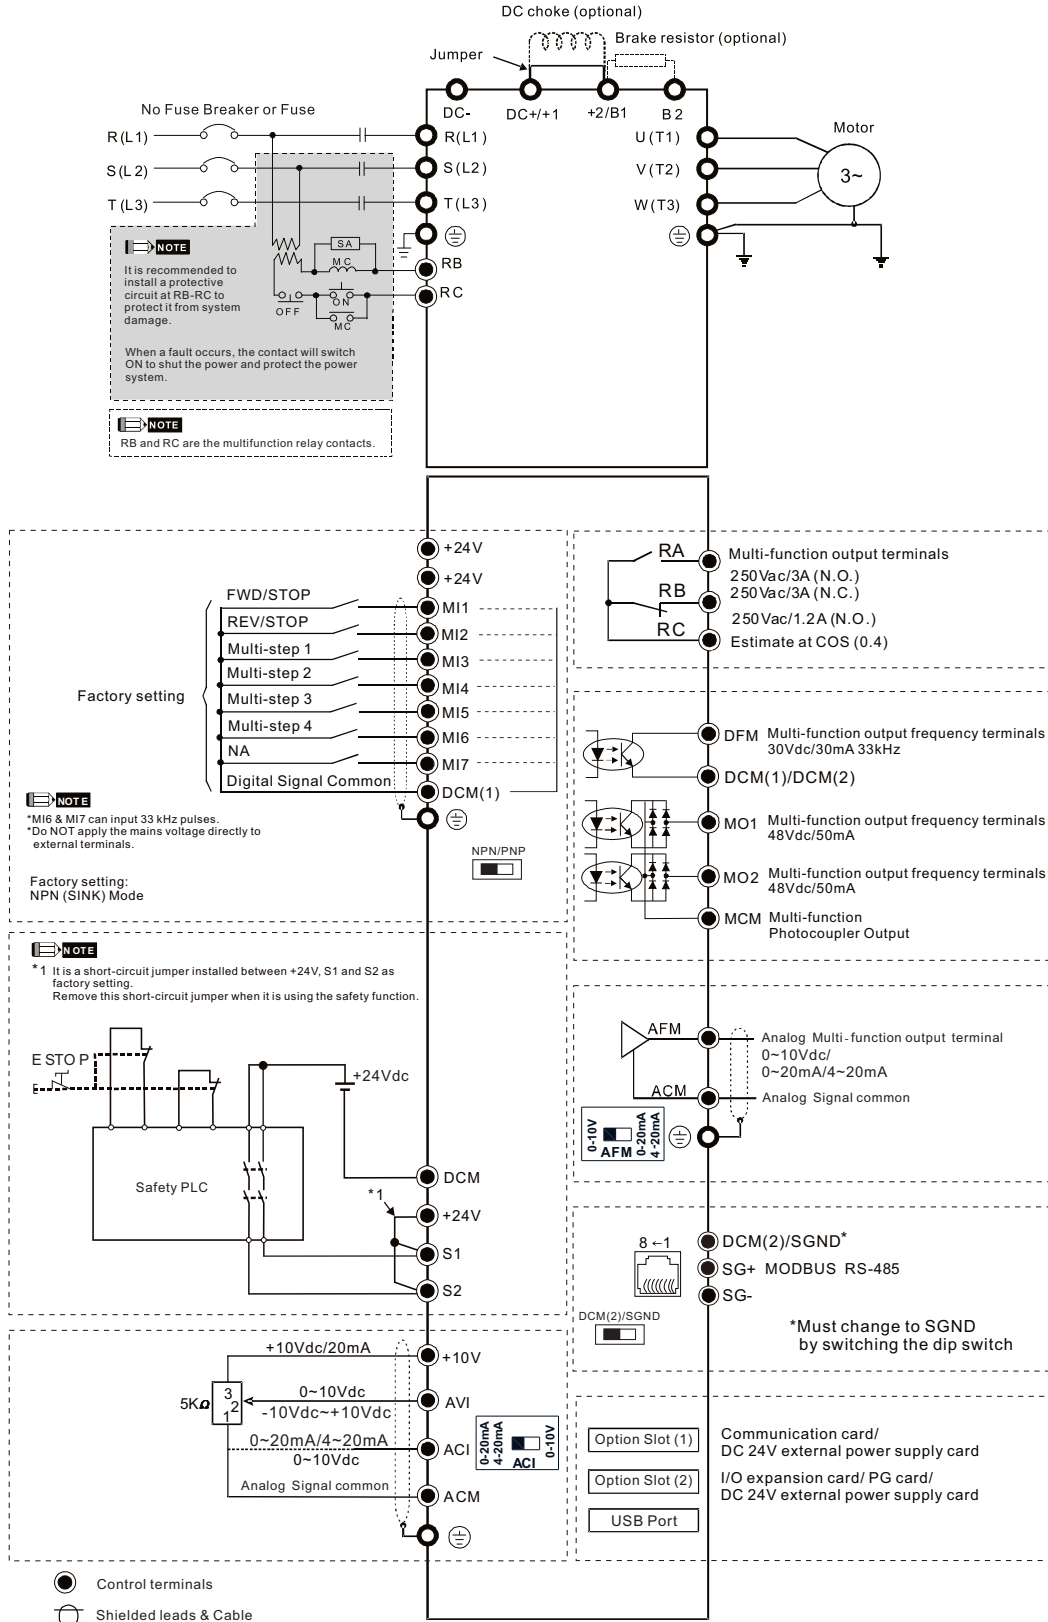 DC choke (optional)
Brake resistor (optional)
Jumper
DC-
DC+/+1
+2/B1
B2
No Fuse Breaker or Fuse
R(L1)
R(L1)
S(L2)
S(L2)
T(L3)
T(L3)
U(T1)
V(T2)
W(T3)
Motor
3~
NOTE
It is recommended to
install a protective
circuit at RB-RC to
protect it from system
damage.
When a fault occurs, the contact will switch
ON to shut the power and protect the power
system.
SA
MC
ON
OFF
MC
RB
RC
NOTE
RB and RC are the multifunction relay contacts.
+24V
+24V
FWD/STOP
MI1
REV/STOP
MI2
Multi-step 1
MI3
Multi-step 2
MI4
Multi-step 3
MI5
Multi-step 4
MI6
NA
MI7
Digital Signal Common
DCM(1)
Factory setting
NOTE
*MI6 & MI7 can input 33 kHz pulses.
*Do NOT apply the mains voltage directly to
external terminals.
Factory setting:
NPN (SINK) Mode
NPN/PNP
RA
Multi-function output terminals
250Vac/3A (N.O.)
RB
250Vac/3A (N.C.)
250Vac/1.2A (N.O.)
RC
Estimate at COS (0.4)
DFM
Multi-function output frequency terminals
30Vdc/30mA 33kHz
DCM(1)/DCM(2)
MO1
Multi-function output frequency terminals
48Vdc/50mA
MO2
Multi-function output frequency terminals
48Vdc/50mA
MCM
Multi-function
Photocoupler Output
NOTE
*1 It is a short-circuit jumper installed between +24V, S1 and S2 as
factory setting.
Remove this short-circuit jumper when it is using the safety function.
ESTOP
+24Vdc
Safety PLC
DCM
*1
+24V
S1
S2
AFM
Analog Multi-function output terminal
0~10Vdc/
0~20mA/4~20mA
ACM
Analog Signal common
0-10V
AFM
0-20mA
4-20mA
8←1
DCM(2)/SGND*
SG+ MODBUS RS-485
SG-
DCM(2)/SGND
*Must change to SGND
by switching the dip switch
+10Vdc/20mA
+10V
5KΩ
3
2
1
0~10Vdc
-10Vdc~+10Vdc
AVI
0~20mA/4~20mA
0~10Vdc
ACI
Analog Signal common
ACM
0-20mA
4-20mA
ACI
0-10V
Option Slot (1)
Communication card/
DC 24V external power supply card
Option Slot (2)
I/O expansion card/ PG card/
DC 24V external power supply card
USB Port
Control terminals
Shielded leads & Cable